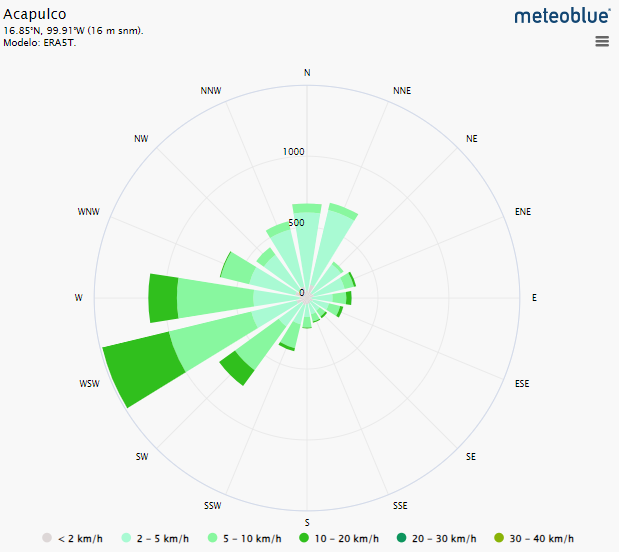 Acapulco
16.85°N, 99.91°W (16 m snm).
Modelo: ERA5T.
meteoblue®
N
NNW
NNE
NW
NE
1000
WNW
ENE
500
0
W
E
WSW
ESE
SW
SE
SSW
SSE
S
< 2 km/h
2 - 5 km/h
5 - 10 km/h
10 - 20 km/h
20 - 30 km/h
30 - 40 km/h